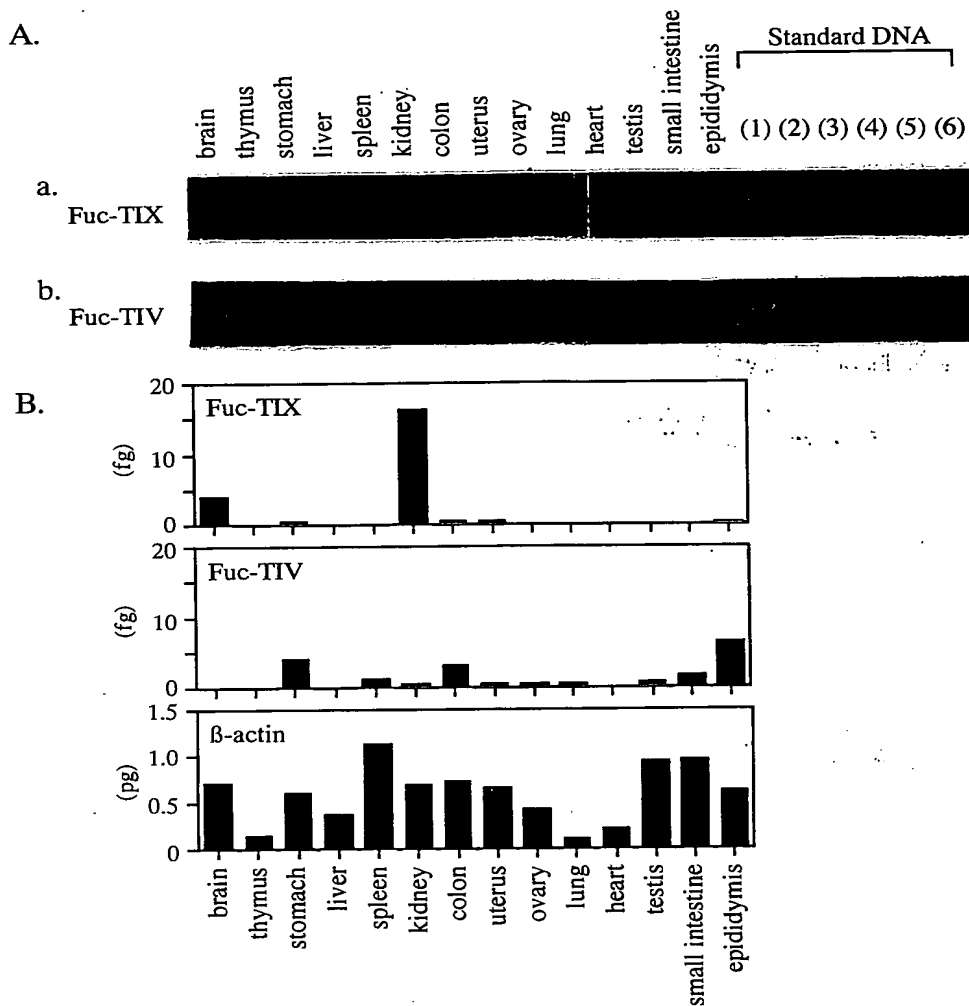 A.
Standard DNA
brain thymus stomach liver spleen kidney colon uterus ovary lung heart testis small intestine epididymis (1) (2) (3) (4) (5) (6)
a.
Fuc-TIX
b.
Fuc-TIV
B.
20
Fuc-TIX
10
(fg)
0
20
Fuc-TIV
10
(fg)
0
1.5
ß-actin
1.0
(pg)
0.5
0
brain thymus stomach liver spleen kidney colon uterus ovary lung heart testis small intestine epididymis